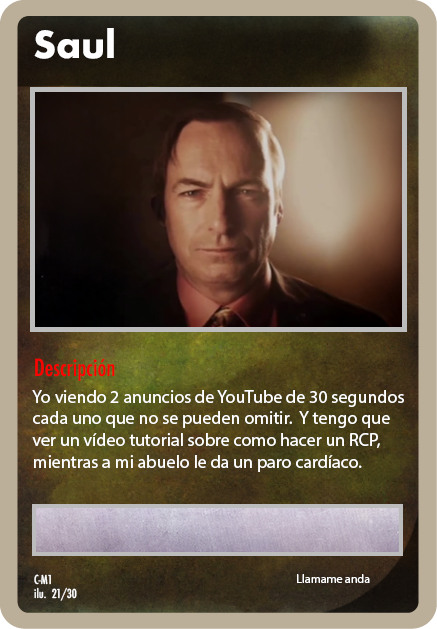 Saul
Descripción
Yo viendo 2 anuncios de YouTube de 30 segundos
cada uno que no se pueden omitir. Y tengo que
ver un vídeo tutorial sobre como hacer un RCP,
mientras a mi abuelo le da un paro cardíaco.
C-M1
ilu. 21/30
Llamame anda